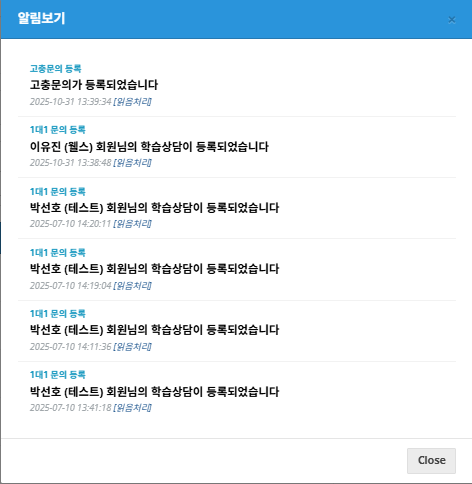 알림보기
×
고충문의 등록
고충문의가 등록되었습니다
2025-10-31 13:39:34 [읽음처리]
1대1 문의 등록
이유진 (웰스) 회원님의 학습상담이 등록되었습니다
2025-10-31 13:38:48 [읽음처리]
1대1 문의 등록
박선호 (테스트) 회원님의 학습상담이 등록되었습니다
2025-07-10 14:20:11 [읽음처리]
1대1 문의 등록
박선호 (테스트) 회원님의 학습상담이 등록되었습니다
2025-07-10 14:19:04 [읽음처리]
1대1 문의 등록
박선호 (테스트) 회원님의 학습상담이 등록되었습니다
2025-07-10 14:11:36 [읽음처리]
1대1 문의 등록
박선호 (테스트) 회원님의 학습상담이 등록되었습니다
2025-07-10 13:41:18 [읽음처리]
Close